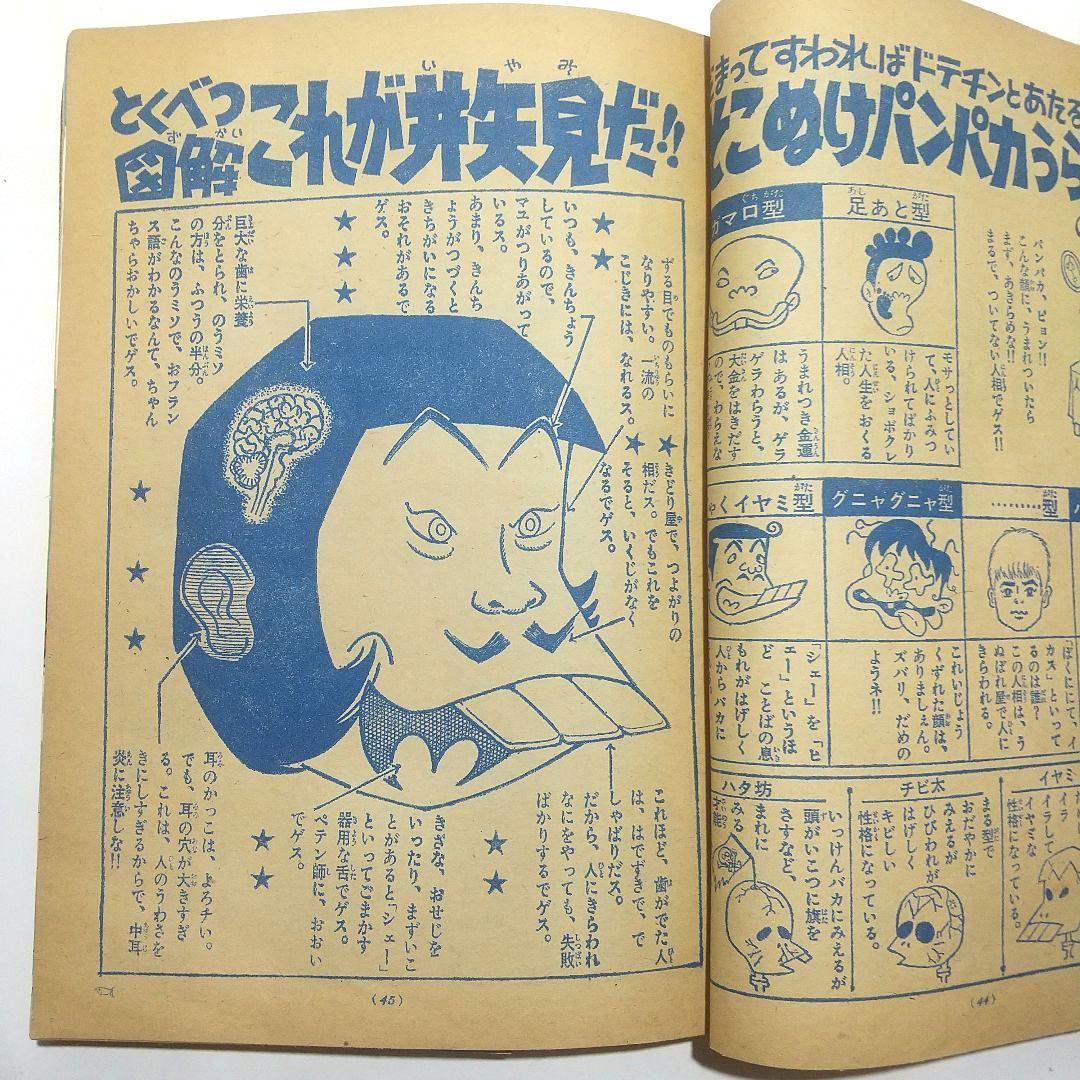 まってすわればドテチンとあたる
こぬけパンパカうら
パンパカ、ピョン!!
こんな顔に、うまれついたら
まず、あきらめな!!
まるで、ついてない人相でゲス!!
足あと型
モサっとしてい
て、人にふみつ
けられてばかり
いる、ショボクレ
た人生をおくる
人相。
ガマ口型
うまれつき金運
はあるが、ゲラ
ゲラわらうと、
大金をはきだす
ので、わらえな
………型
「ぼくににて、イ
カス」といって
るのは誰?
この人相は、う
ぬぼれ屋で人に
きらわれる。
グニャグニャ型
これいじょう
くずれた顔は、
ありましぇん。
ズバリ、だめの
ようネ!!
やくイヤミ型
「シェー」を「ヒ
ェー」というほ
ど ことばの息
もれがはげしく
人からバカに
イヤミ
イラ
イラして
イヤミな
性格になっている。
チビ太
まる型で
おだやかに
みえるが
ひびわれが
はげしく
キビしい
性格になっている。
ハタ坊
いっけんバカにみえるが
頭がいこつに旗を
さすなど、
まれに
みる
才能
(44)
とくべつ
図解
ずかい
いやみ
これが井矢見だ!!
ずる目でものもらいに
なりやすい。一流の
こじきには、なれるス。
いつも、きんちょう
しているので、
マユがつりあがって
いるス。
あまり、きんち
ょうがつづくと
きちがいになる
おそれがあるで
ゲス。
巨大な歯に栄養
分をとられ、のうミソ
の方は、ふつうの半分。
こんなのうミソで、おフラン
ス語がわかるなんて、ちゃん
ちゃらおかしいでゲス。
きどり屋で、つよがりの
相だス。でもこれを
そると、いくじがなく
なるでゲス。
これほど、歯がでた人
は、はでずきで、で
しゃばりだス。
だから、人にきらわれ
なにをやっても、失敗
ばかりするでゲス。
きざな、おせじを
いったり、まずいこ
とがあると「シェー」
といってごまかす
器用な舌でゲス。
ペテン師に、おおい
でゲス。
耳のかっこは、よろチい。
でも、耳の穴が大きすぎ
る。これは、人のうわさを
きにしすぎるからで、中耳
炎に注意しな!!
(45)